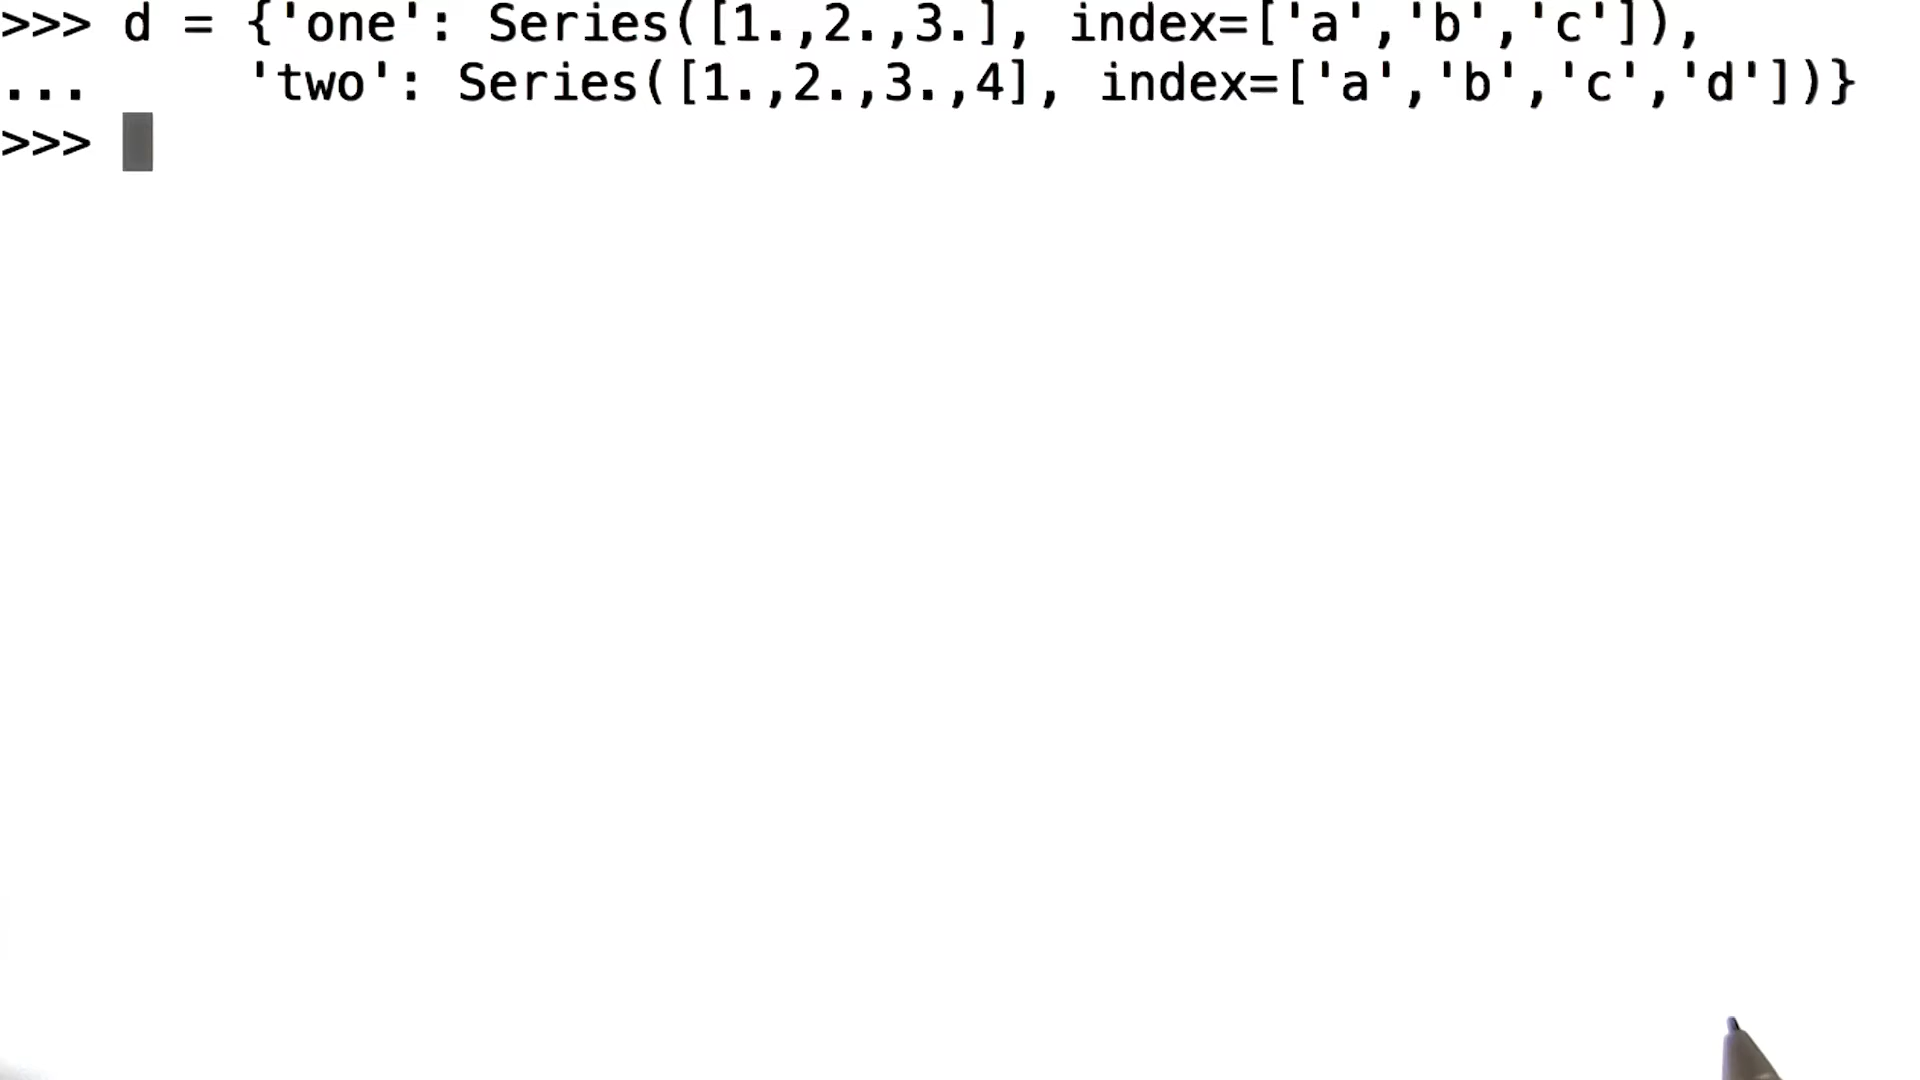 >>> d = {'one': Series([1.,2.,3.], index=['a','b','c']),
...     'two': Series([1.,2.,3.,4], index=['a','b','c','d'])}
>>>